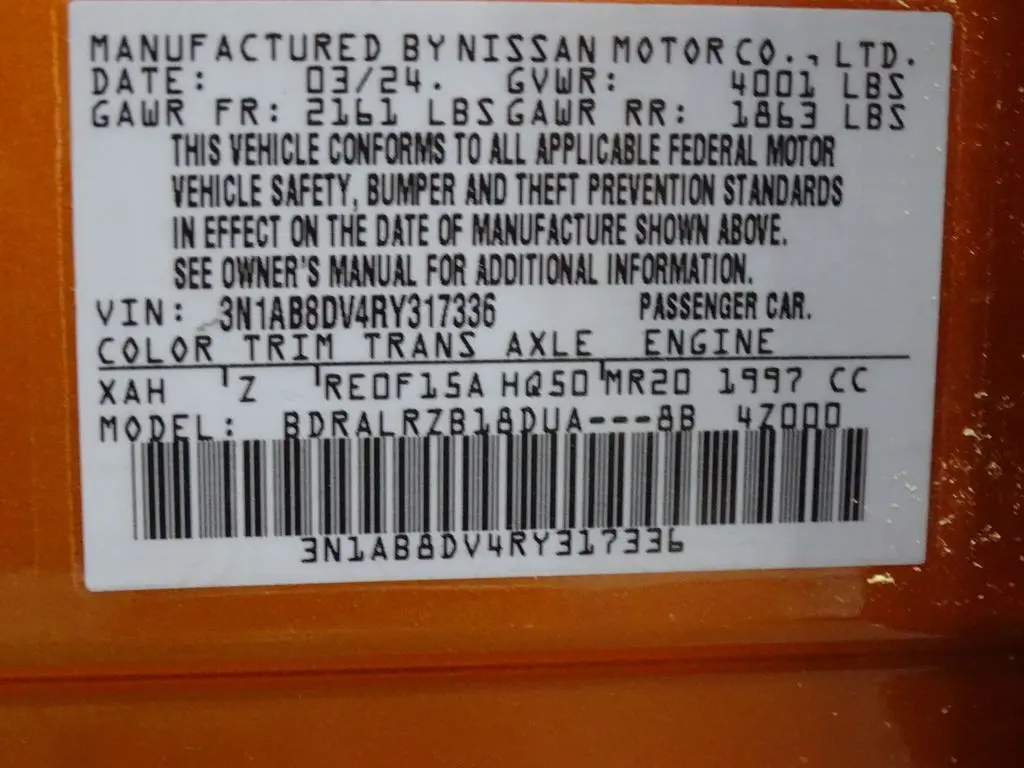 MANUFACTURED BY NISSAN MOTOR CO., LTD.
DATE: 03/24. GVWR: 4001 LBS
GAWR FR: 2161 LBS GAWR RR: 1863 LBS
THIS VEHICLE CONFORMS TO ALL APPLICABLE FEDERAL MOTOR
VEHICLE SAFETY, BUMPER AND THEFT PREVENTION STANDARDS
IN EFFECT ON THE DATE OF MANUFACTURE SHOWN ABOVE.
SEE OWNER'S MANUAL FOR ADDITIONAL INFORMATION.
VIN: 3N1AB8DV4RY317336 PASSENGER CAR.
COLOR TRIM TRANS AXLE ENGINE
XAH Z RE0F15A HQ50 MR20 1997 CC
MODEL: BDRALRZB18DUA---8B 4Z000
3N1AB8DV4RY317336